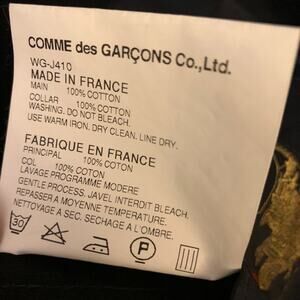 COMME des GARÇONS Co.,Ltd.
WG-J410
MADE IN FRANCE
MAIN 100% COTTON
COLLAR 100% COTTON
WASHING. DO NOT BLEACH.
USE WARM IRON. DRY CLEAN. LINE DRY.
FABRIQUE EN FRANCE
PRINCIPAL 100% COTON
COL 100% COTON
LAVAGE PROGRAMME MODERE
GENTLE PROCESS. JAVEL INTERDIT BLEACH.
REPASSER A MOYENNE TEMPERATURE.
NETTOYAGE A SEC. SECHAGE A L'OMBRE.
30 P